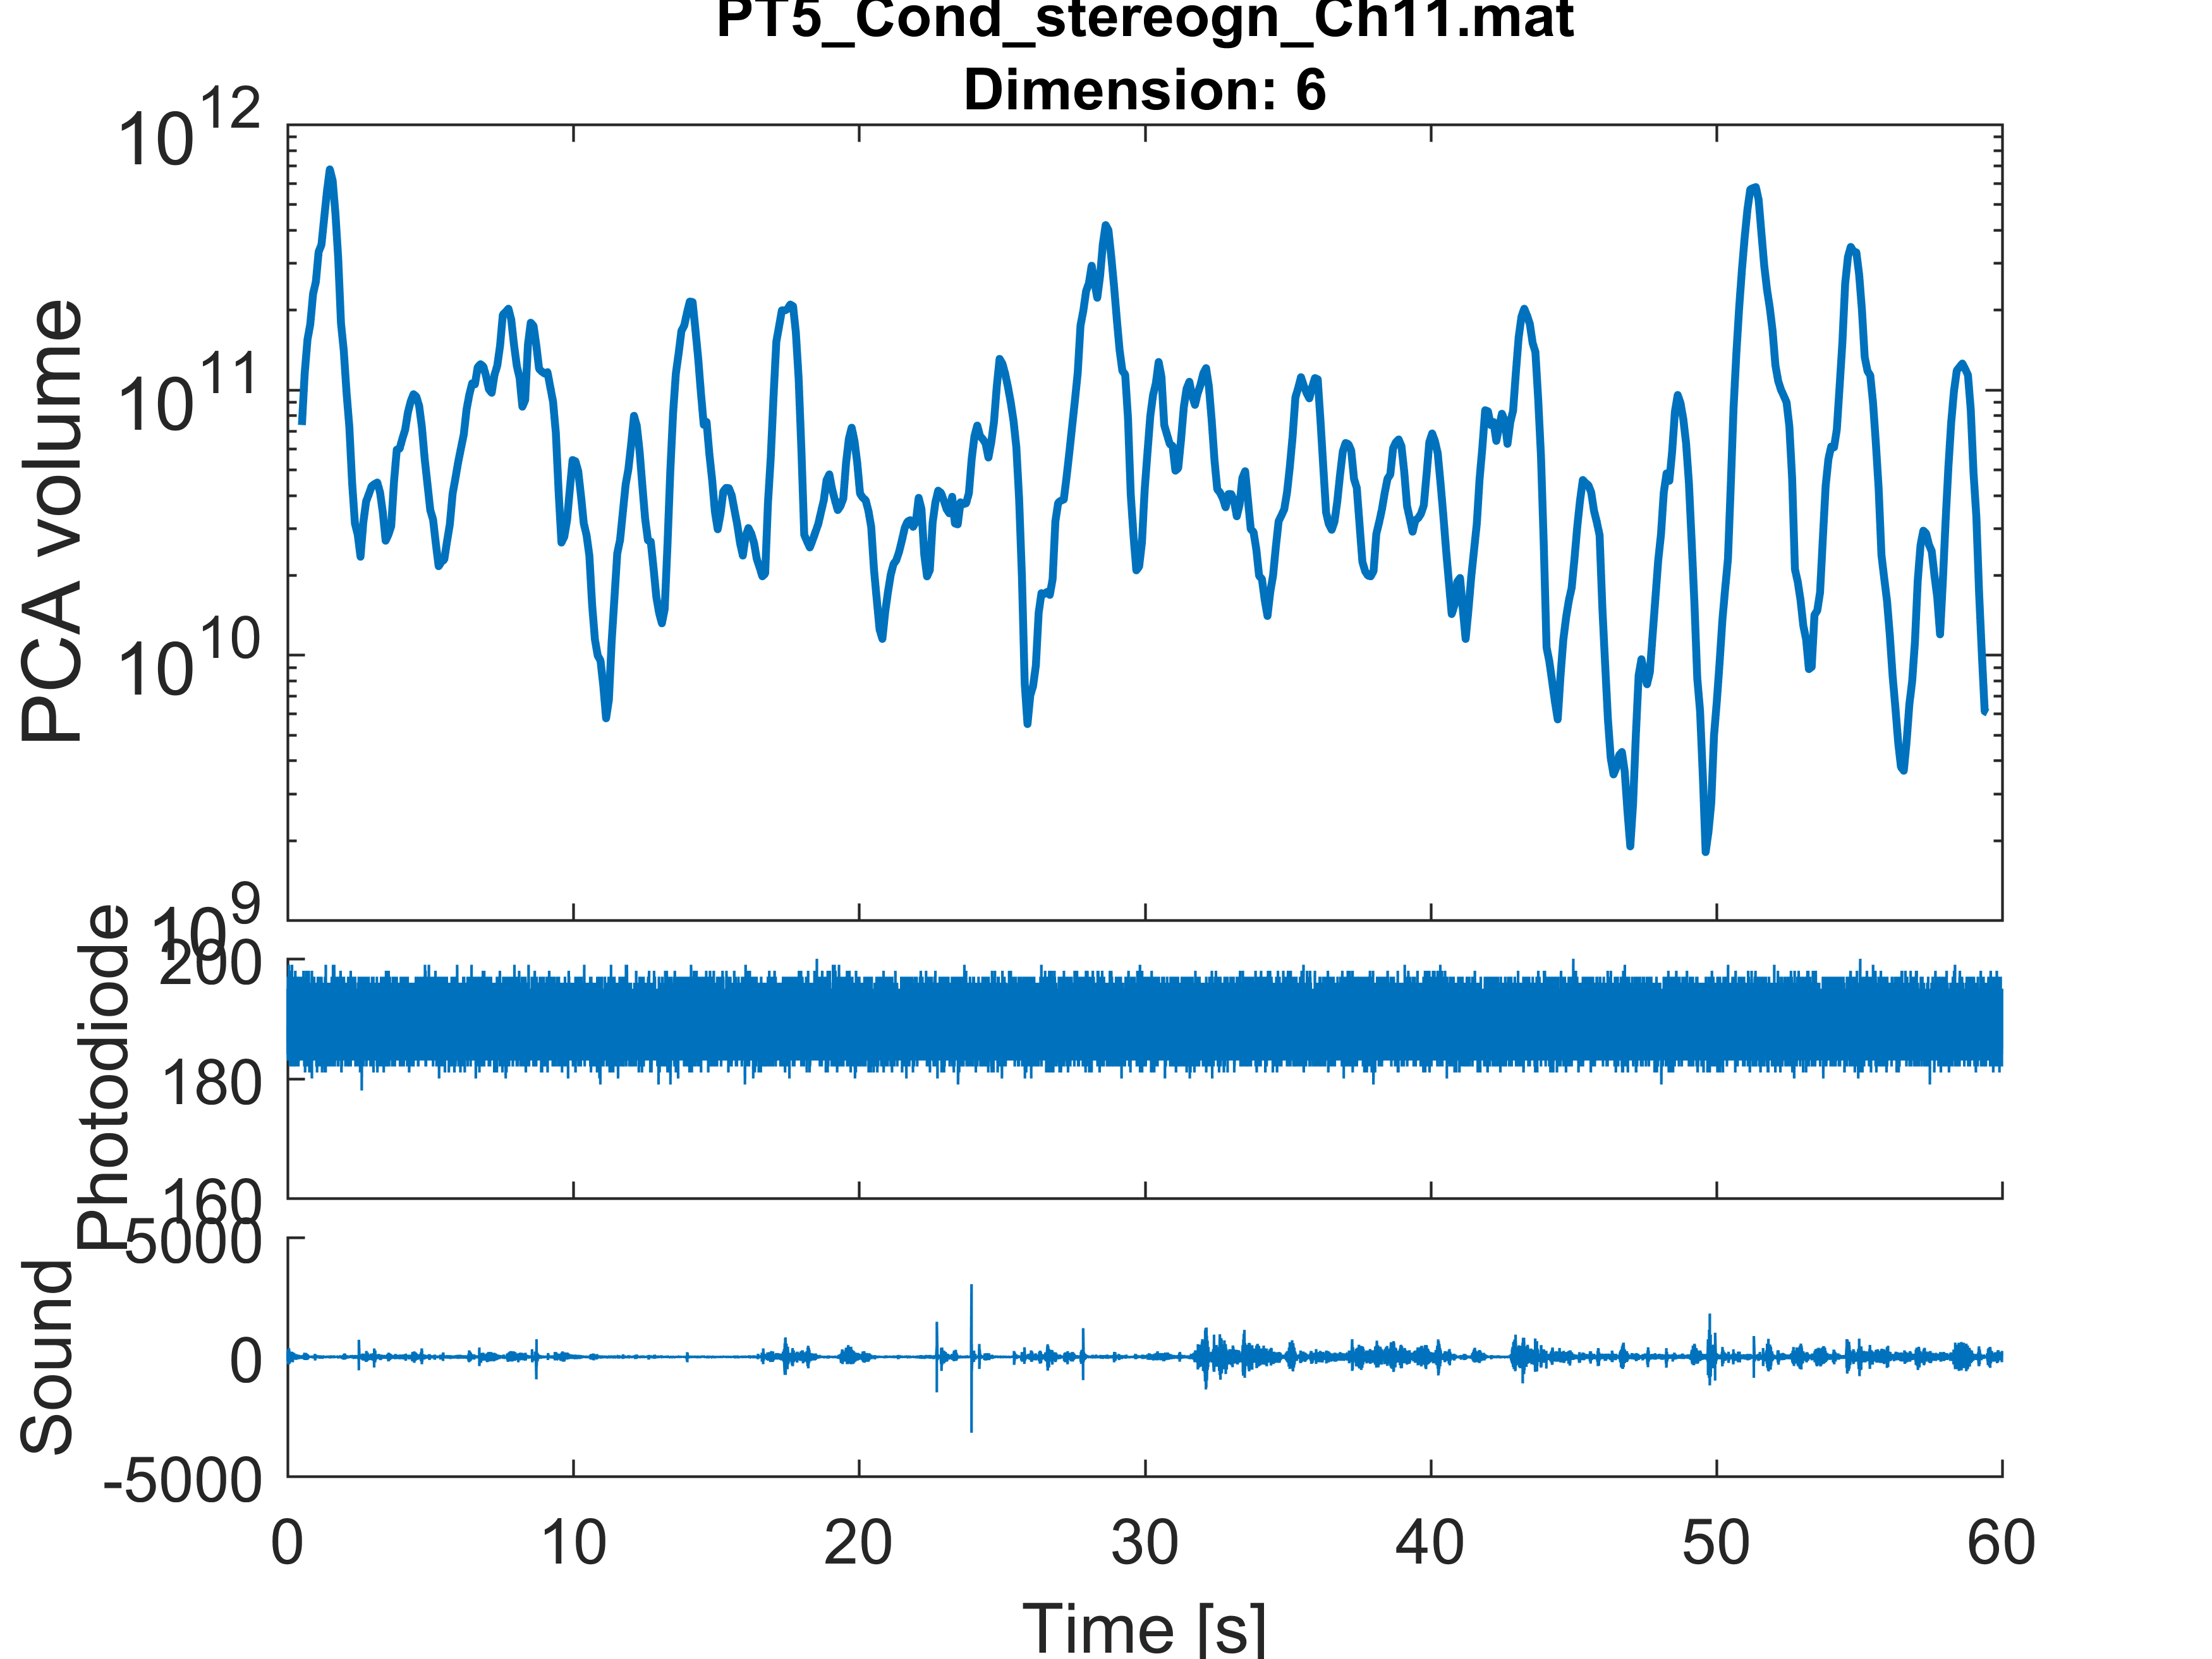 PT5_Cond_stereogn_Ch11.mat
Dimension: 6
PCA volume
10^12
10^11
10^10
10^9
Photodiode
200
180
160
Sound
5000
0
-5000
0 10 20 30 40 50 60
Time [s]